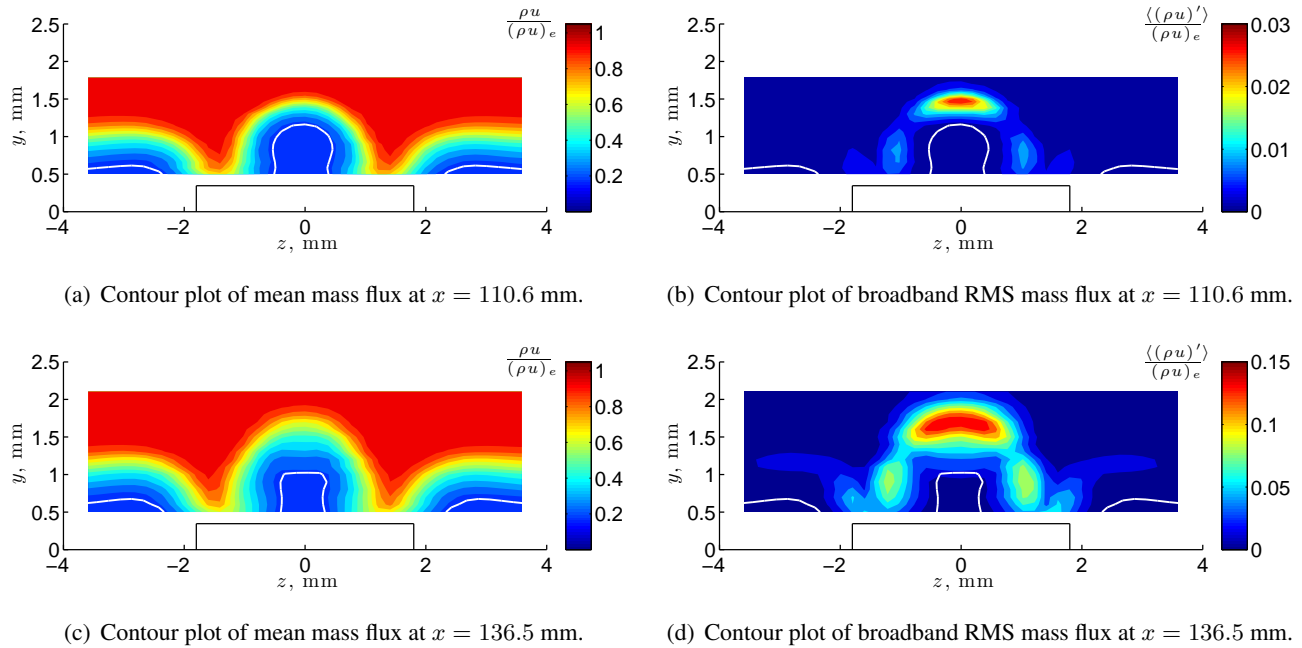 ρu
(ρu)e
2.5
2
1.5
1
0.5
0
y, mm
−4 −2 0 2 4
z, mm
1
0.8
0.6
0.4
0.2
(a) Contour plot of mean mass flux at x = 110.6 mm.
⟨(ρu)′⟩
(ρu)e
2.5
2
1.5
1
0.5
0
y, mm
−4 −2 0 2 4
z, mm
0.03
0.02
0.01
0
(b) Contour plot of broadband RMS mass flux at x = 110.6 mm.
ρu
(ρu)e
2.5
2
1.5
1
0.5
0
y, mm
−4 −2 0 2 4
z, mm
1
0.8
0.6
0.4
0.2
(c) Contour plot of mean mass flux at x = 136.5 mm.
⟨(ρu)′⟩
(ρu)e
2.5
2
1.5
1
0.5
0
y, mm
−4 −2 0 2 4
z, mm
0.15
0.10
0.05
0
(d) Contour plot of broadband RMS mass flux at x = 136.5 mm.